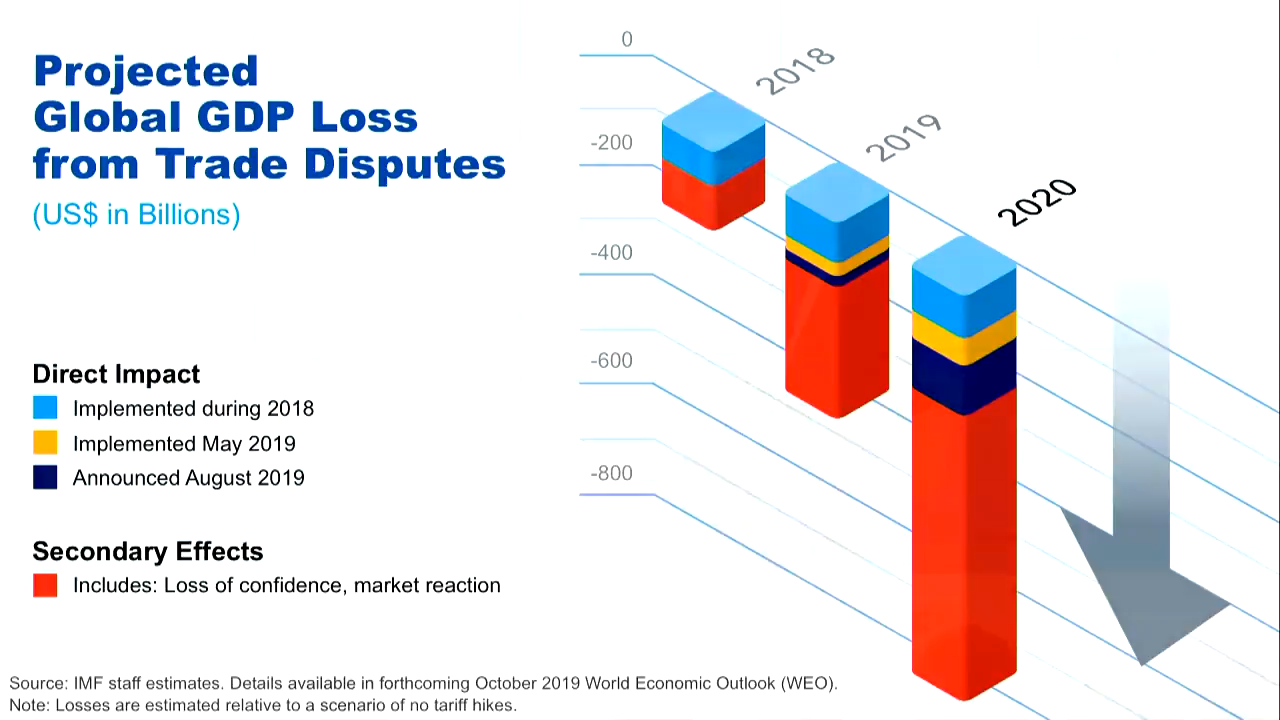 Projected
Global GDP Loss
from Trade Disputes
(US$ in Billions)
0
-200
-400
-600
-800
2018
2019
2020
Direct Impact
Implemented during 2018
Implemented May 2019
Announced August 2019
Secondary Effects
Includes: Loss of confidence, market reaction
Source: IMF staff estimates. Details available in forthcoming October 2019 World Economic Outlook (WEO).
Note: Losses are estimated relative to a scenario of no tariff hikes.